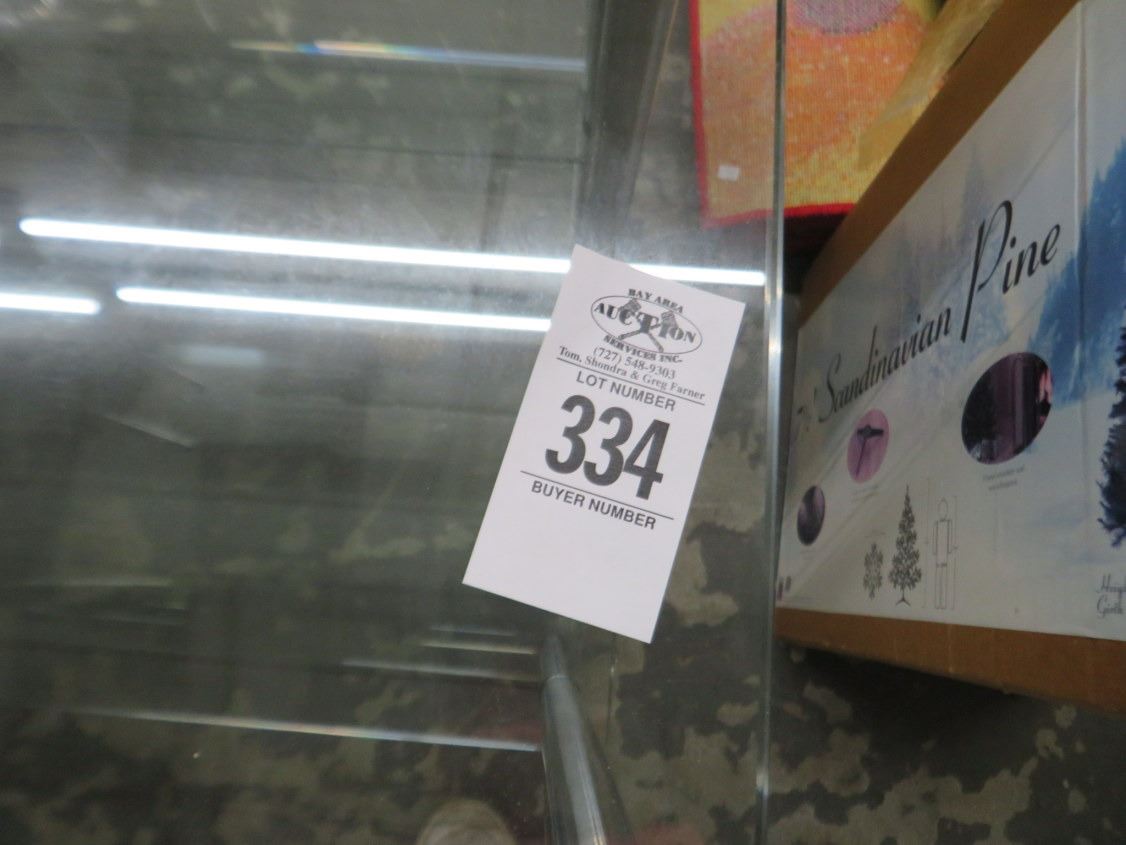 BAY AREA
AUCTION
SERVICES INC.
(727) 548-9303
Tom, Shondra & Greg Farner
LOT NUMBER
334
BUYER NUMBER
7' Scandinavian Pine